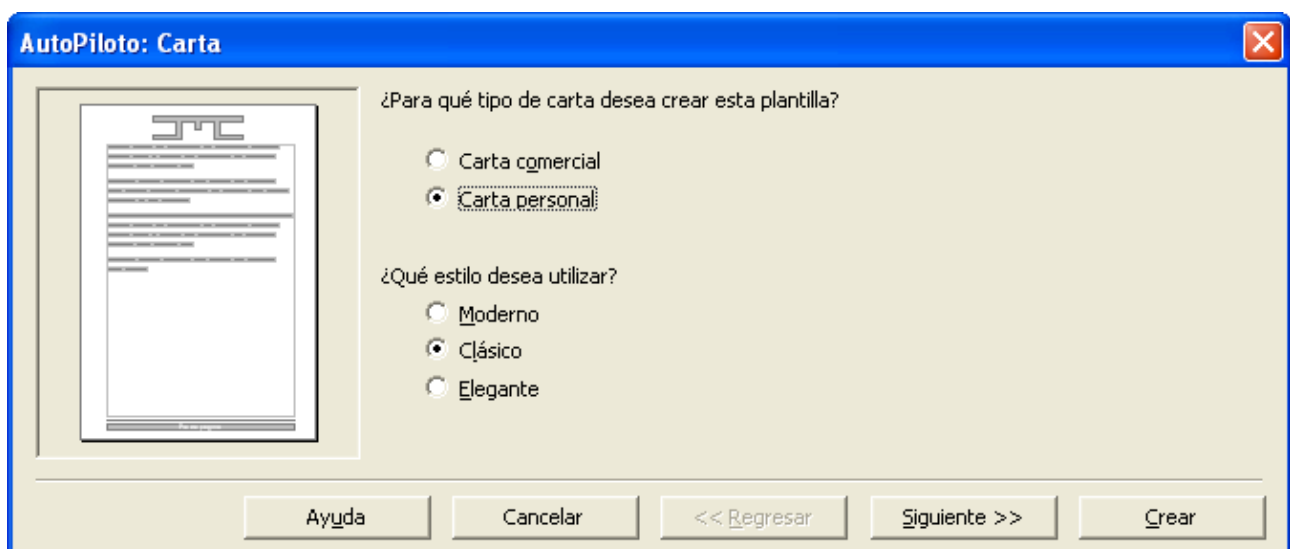 AutoPiloto: Carta
¿Para qué tipo de carta desea crear esta plantilla?
Carta comercial
Carta personal
¿Qué estilo desea utilizar?
Moderno
Clásico
Elegante
Ayuda Cancelar << Regresar Siguiente >> Crear